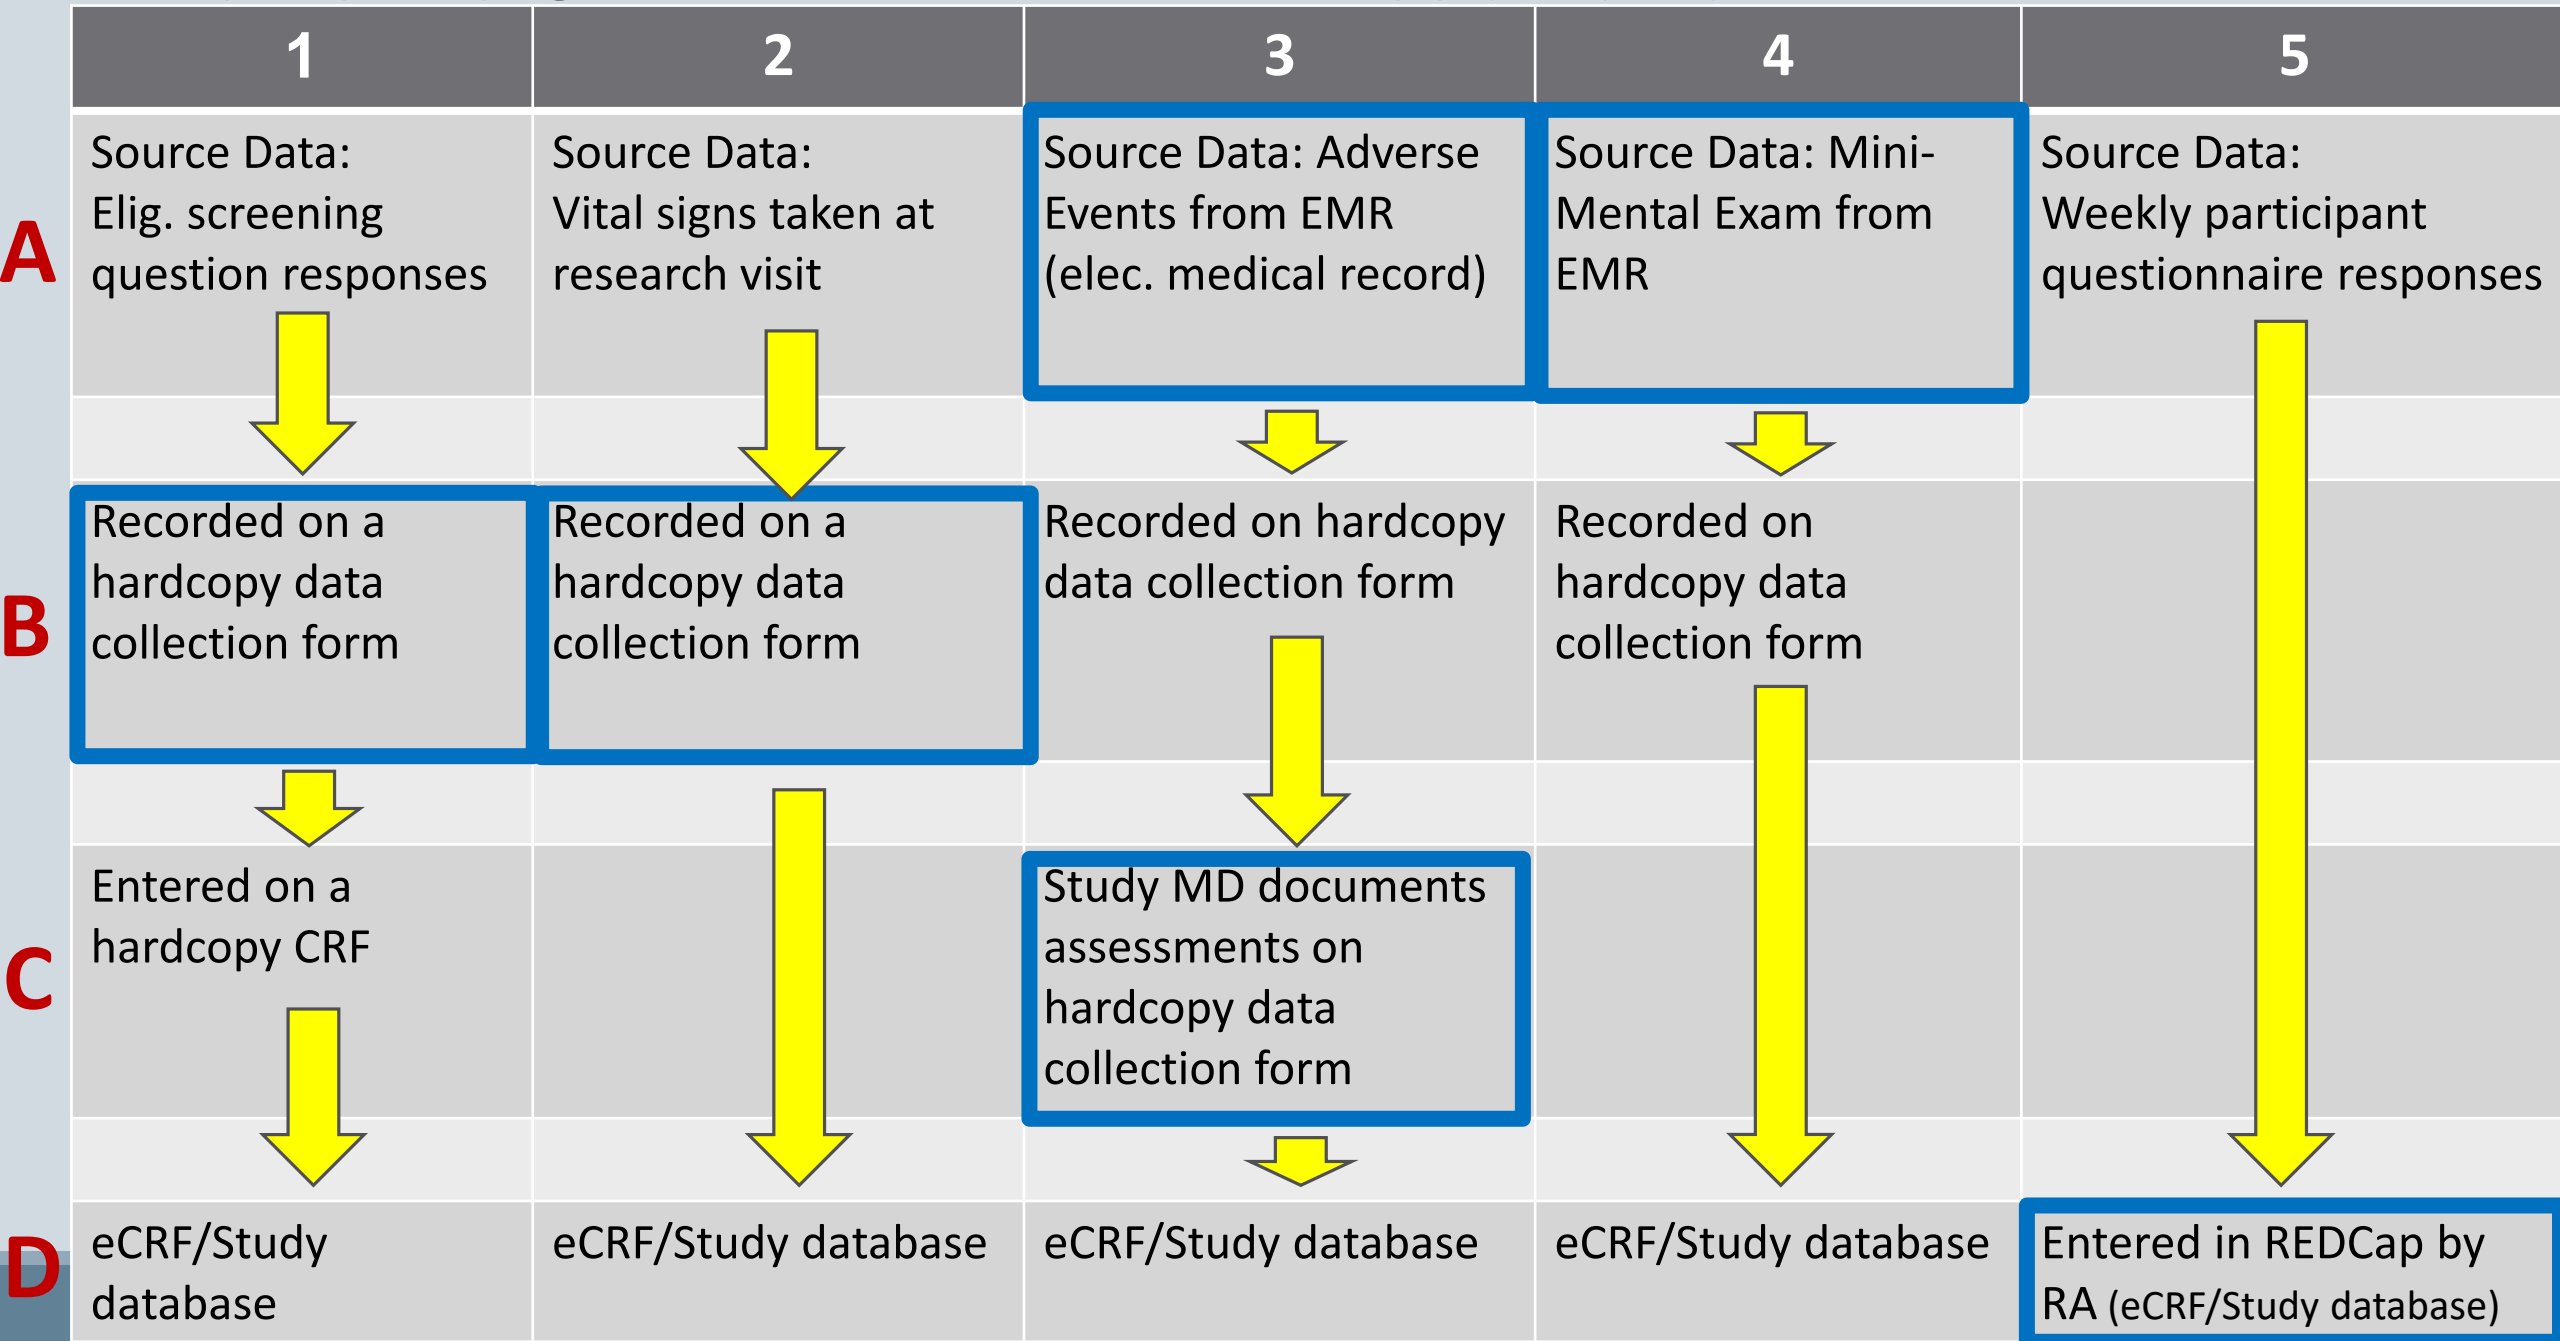 1
2
3
4
5
A
Source Data:
Elig. screening
question responses
Source Data:
Vital signs taken at
research visit
Source Data: Adverse
Events from EMR
(elec. medical record)
Source Data: Mini-
Mental Exam from
EMR
Source Data:
Weekly participant
questionnaire responses
B
Recorded on a
hardcopy data
collection form
Recorded on a
hardcopy data
collection form
Recorded on hardcopy
data collection form
Recorded on
hardcopy data
collection form
C
Entered on a
hardcopy CRF
Study MD documents
assessments on
hardcopy data
collection form
D
eCRF/Study
database
eCRF/Study database
eCRF/Study database
eCRF/Study database
Entered in REDCap by
RA (eCRF/Study database)